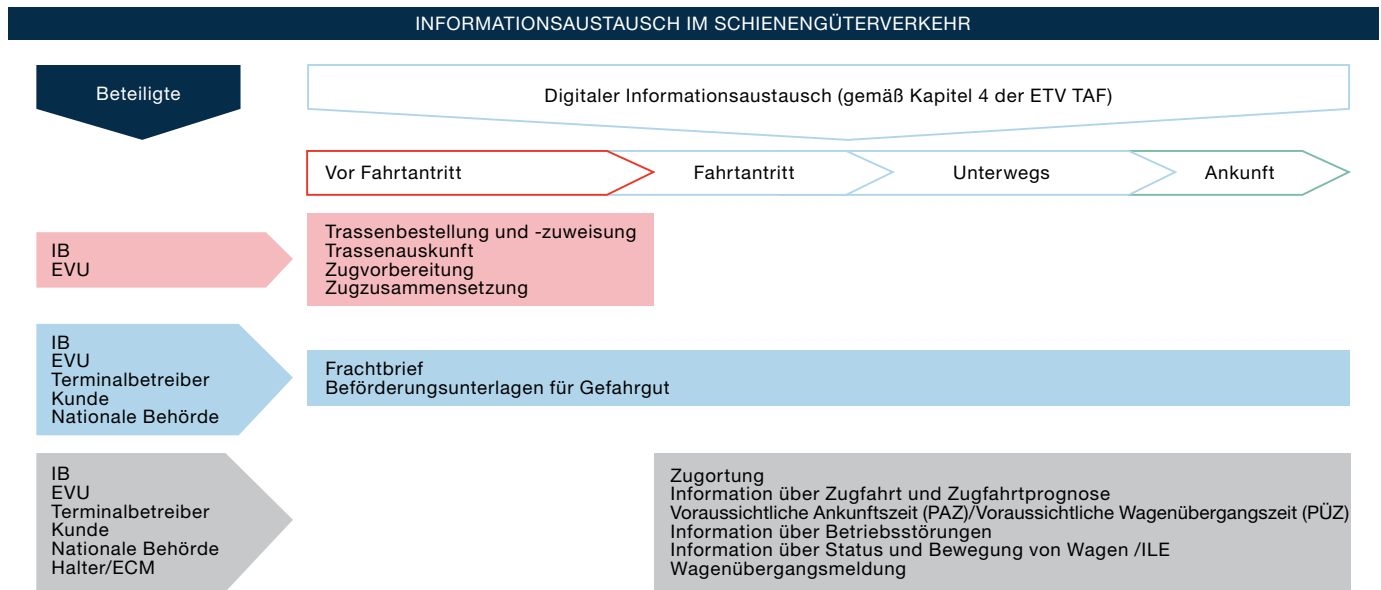 INFORMATIONSAUSTAUSCH IM SCHIENENGÜTERVERKEHR
Beteiligte
Digitaler Informationsaustausch (gemäß Kapitel 4 der ETV TAF)
Vor Fahrtantritt
Fahrtantritt
Unterwegs
Ankunft
IB
EVU
Trassenbestellung und -zuweisung
Trassenauskunft
Zugvorbereitung
Zugzusammensetzung
IB
EVU
Terminalbetreiber
Kunde
Nationale Behörde
Frachtbrief
Beförderungsunterlagen für Gefahrgut
IB
EVU
Terminalbetreiber
Kunde
Nationale Behörde
Halter/ECM
Zugortung
Information über Zugfahrt und Zugfahrtprognose
Voraussichtliche Ankunftszeit (PAZ)/Voraussichtliche Wagenübergangszeit (PÜZ)
Information über Betriebsstörungen
Information über Status und Bewegung von Wagen /ILE
Wagenübergangsmeldung